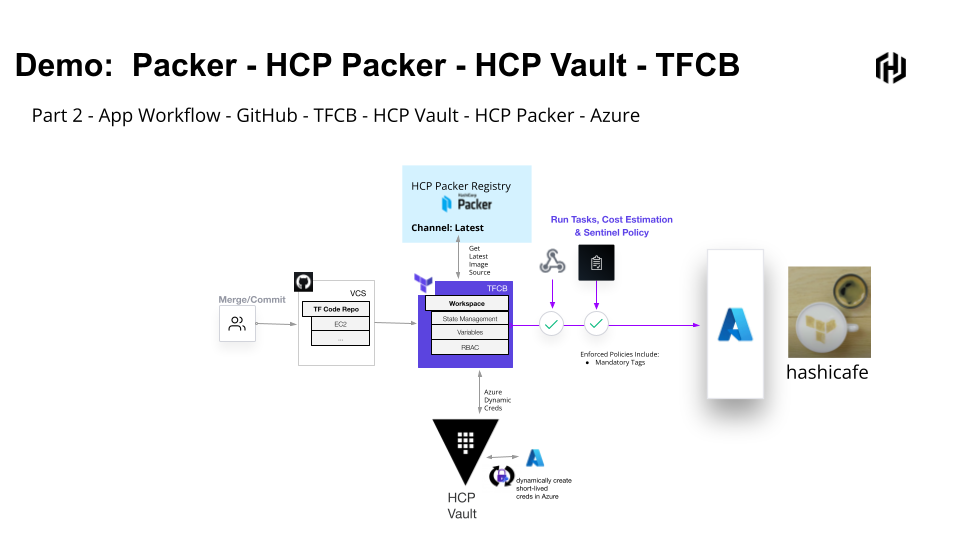 Demo:  Packer - HCP Packer - HCP Vault - TFCB
Part 2 - App Workflow - GitHub - TFCB - HCP Vault - HCP Packer - Azure
HCP Packer Registry
HashiCorp
Packer
Channel: Latest
Get
Latest
Image
Source
Run Tasks, Cost Estimation
& Sentinel Policy
Merge/Commit
VCS
TF Code Repo
EC2
...
TFCB
Workspace
State Management
Variables
RBAC
Enforced Policies Include:
● Mandatory Tags
hashicafe
Azure
Dynamic
Creds
dynamically create
short-lived
creds in Azure
HCP
Vault